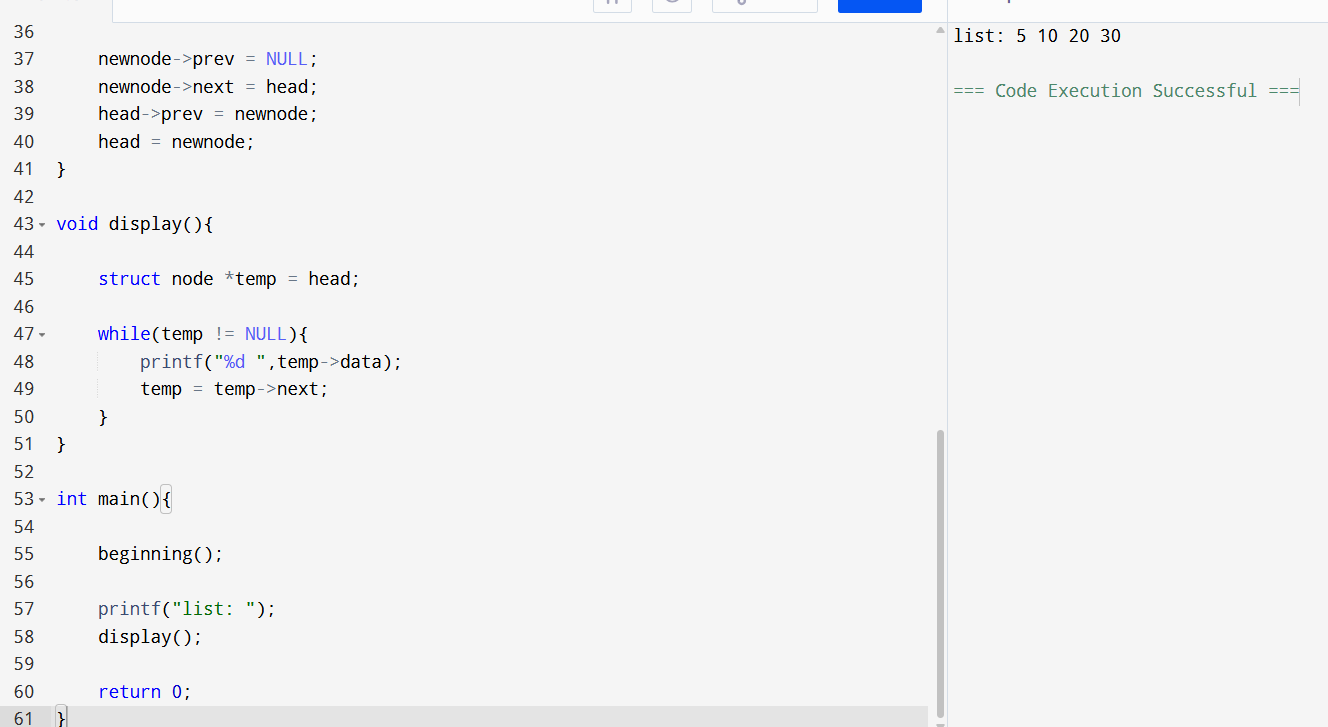 36
37     newnode->prev = NULL;
38     newnode->next = head;
39     head->prev = newnode;
40     head = newnode;
41 }
42
43 void display(){
44
45     struct node *temp = head;
46
47     while(temp != NULL){
48         printf("%d ",temp->data);
49         temp = temp->next;
50     }
51 }
52
53 int main(){
54
55     beginning();
56
57     printf("list: ");
58     display();
59
60     return 0;
61 }
list: 5 10 20 30
=== Code Execution Successful ===